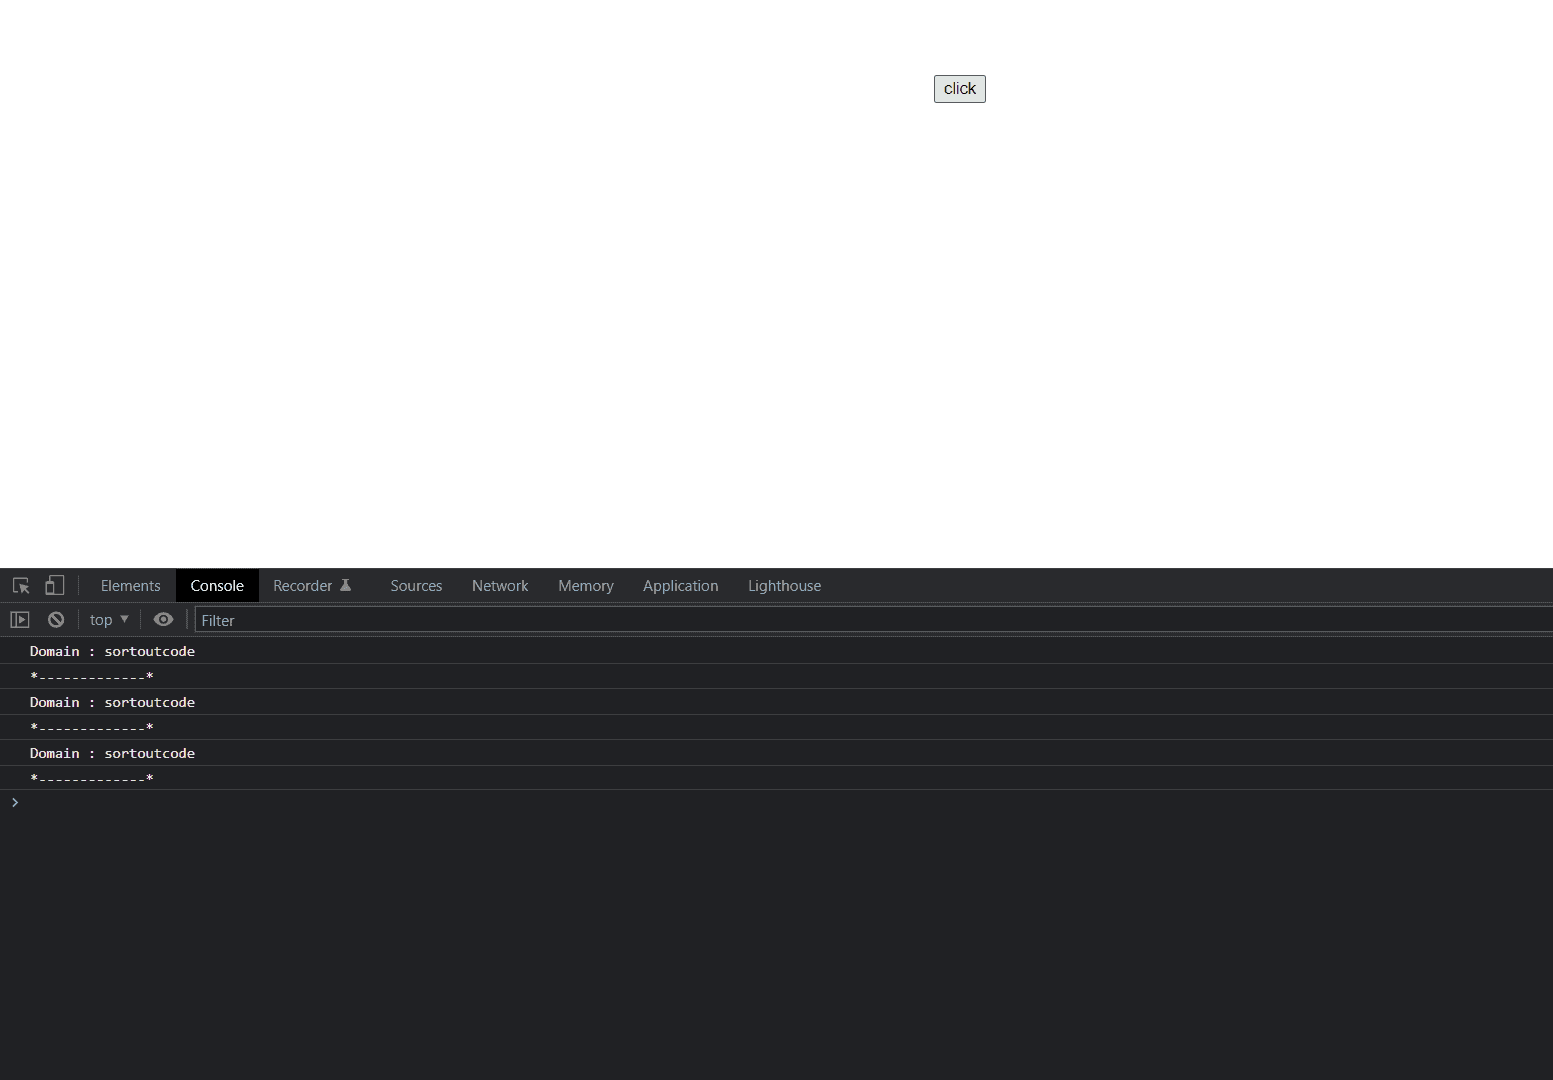 click
Elements Console Recorder Sources Network Memory Application Lighthouse
top Filter
Domain : sortoutcode
*-------------*
Domain : sortoutcode
*-------------*
Domain : sortoutcode
*-------------*